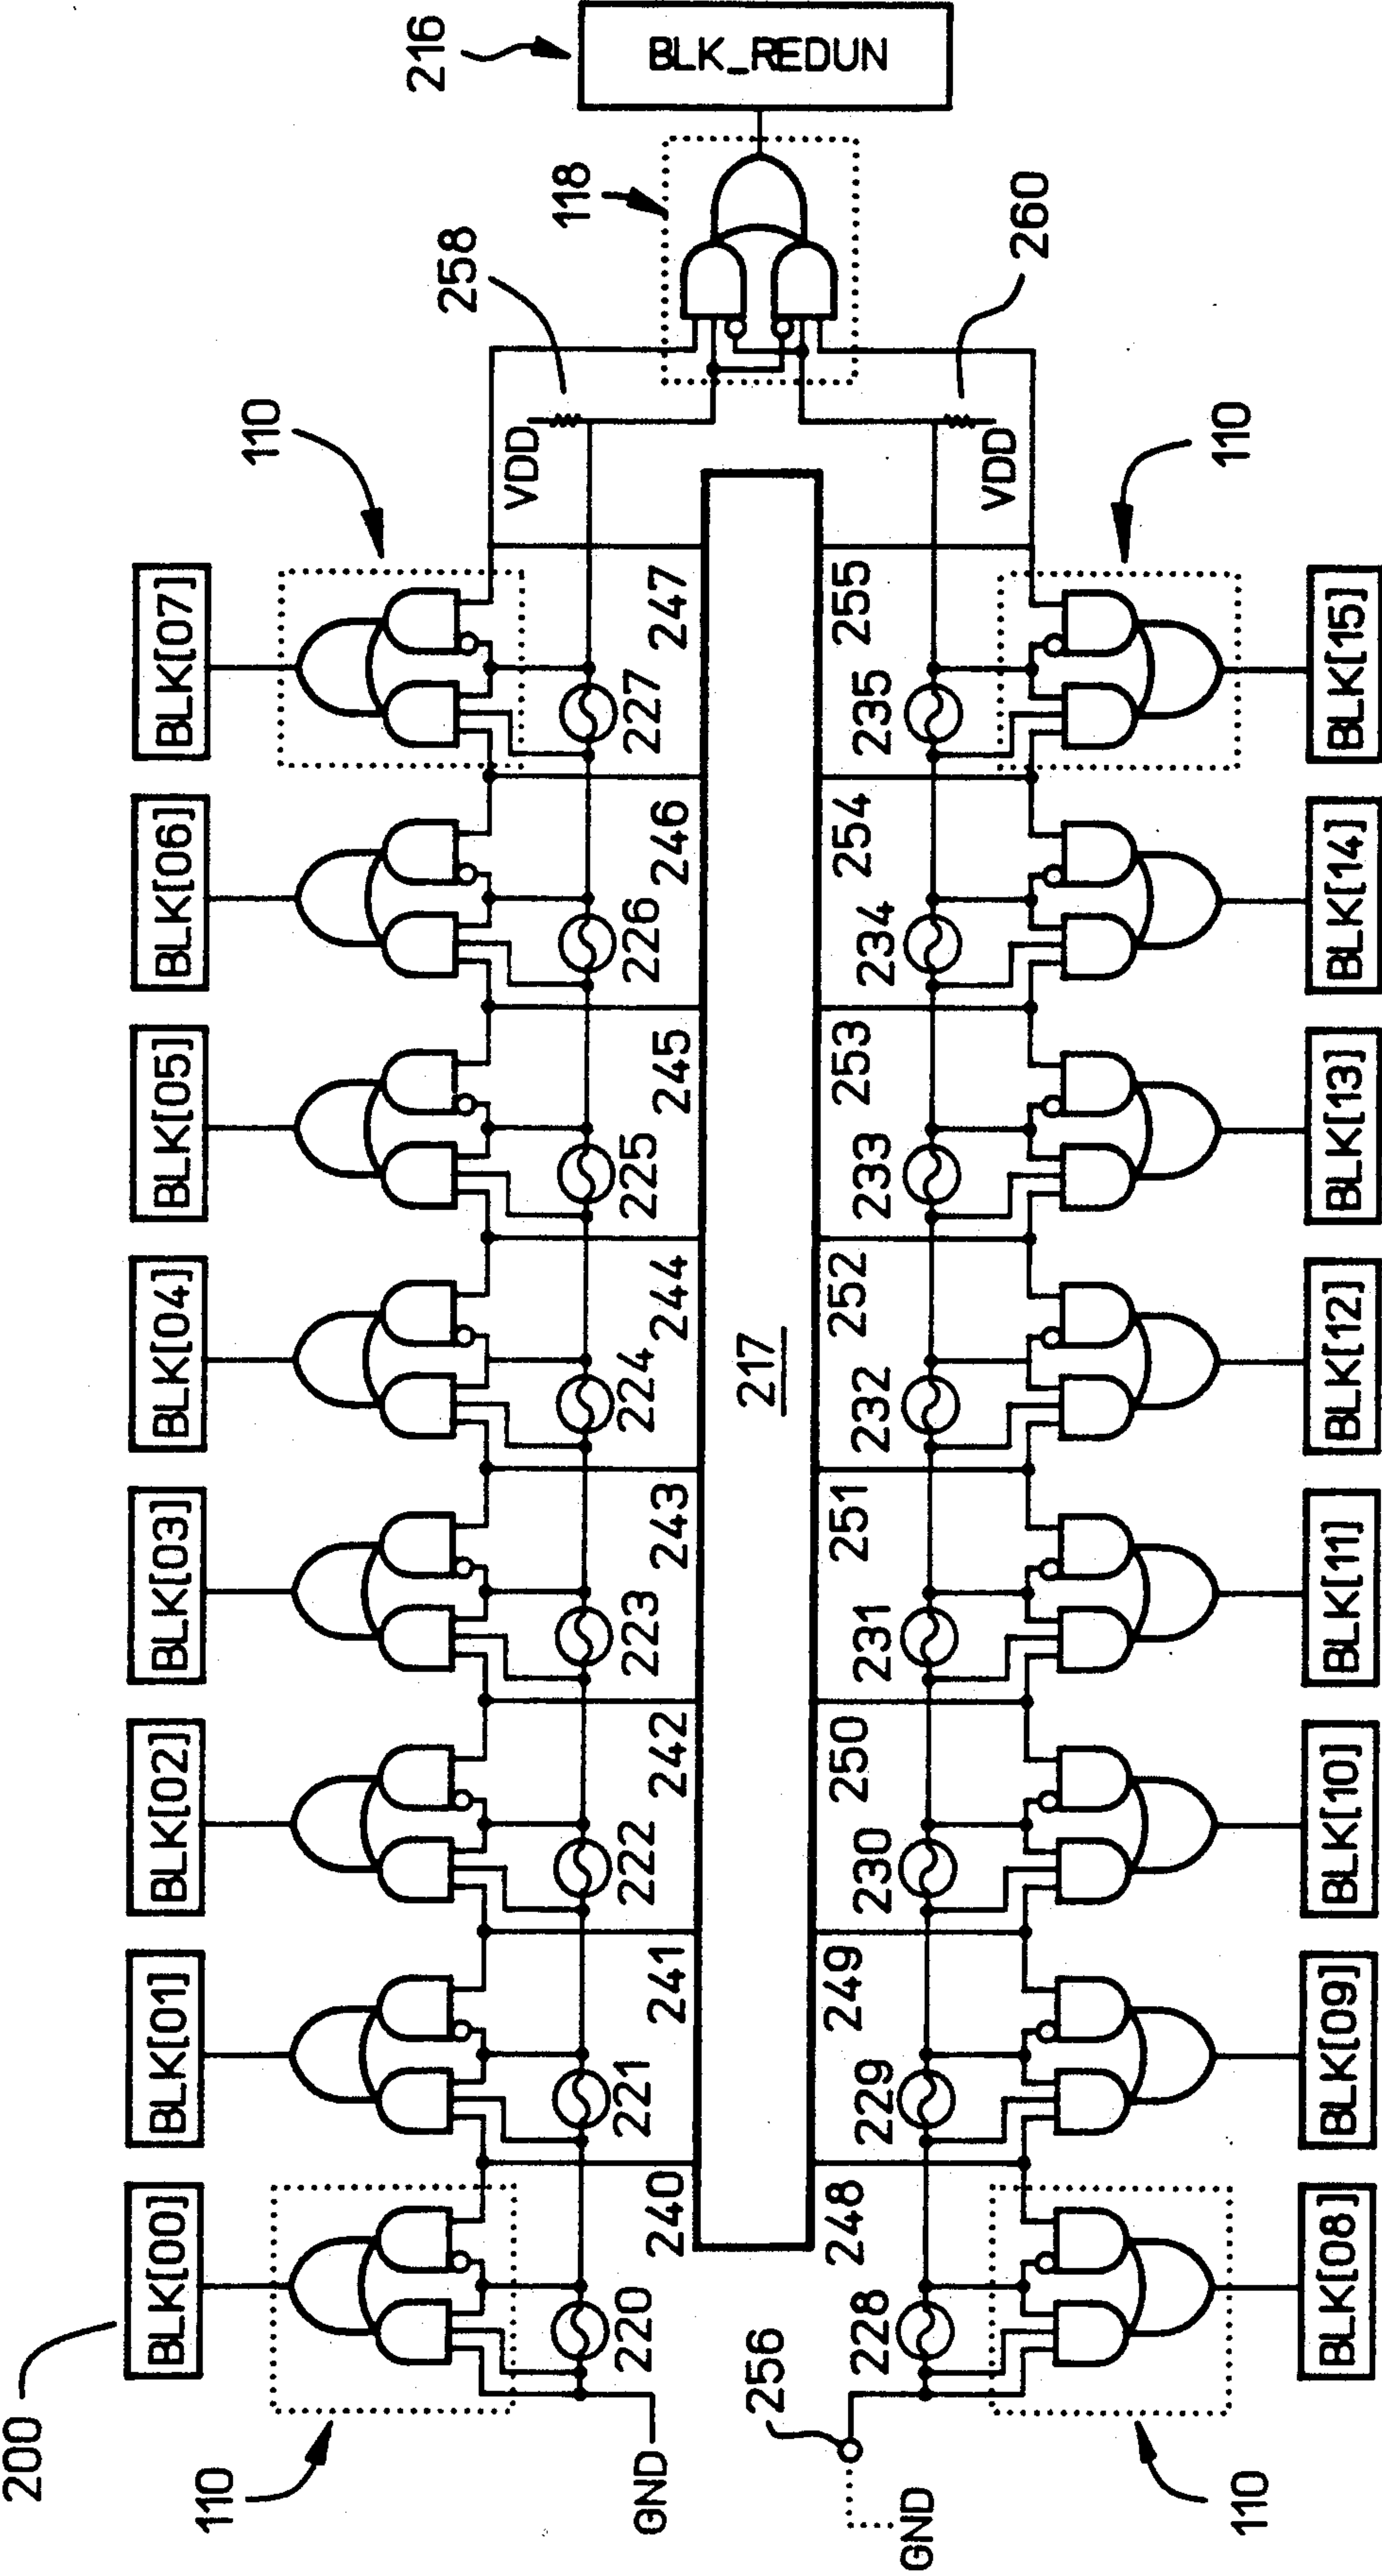 200
BLK[00]
BLK[01]
BLK[02]
BLK[03]
BLK[04]
BLK[05]
BLK[06]
BLK[07]
110
110
GND
220
221
222
223
224
225
226
227
VDD
258
240
241
242
243
244
245
246
247
217
118
216
BLK_REDUN
256
GND
248
249
250
251
252
253
254
255
228
229
230
231
232
233
234
235
VDD
260
110
110
BLK[08]
BLK[09]
BLK[10]
BLK[11]
BLK[12]
BLK[13]
BLK[14]
BLK[15]